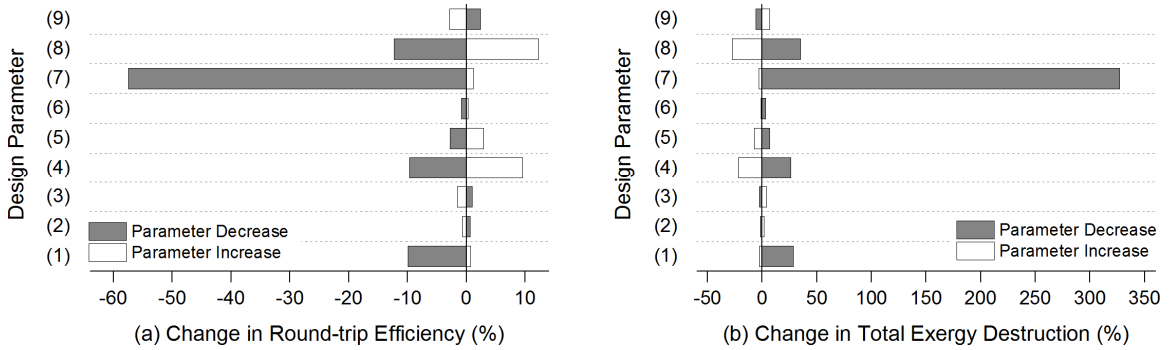 Design Parameter
(9)
(8)
(7)
(6)
(5)
(4)
(3)
(2)
(1)
Parameter Decrease
Parameter Increase
-60 -50 -40 -30 -20 -10 0 10
(a) Change in Round-trip Efficiency (%)
Design Parameter
(9)
(8)
(7)
(6)
(5)
(4)
(3)
(2)
(1)
Parameter Decrease
Parameter Increase
-50 0 50 100 150 200 250 300 350
(b) Change in Total Exergy Destruction (%)